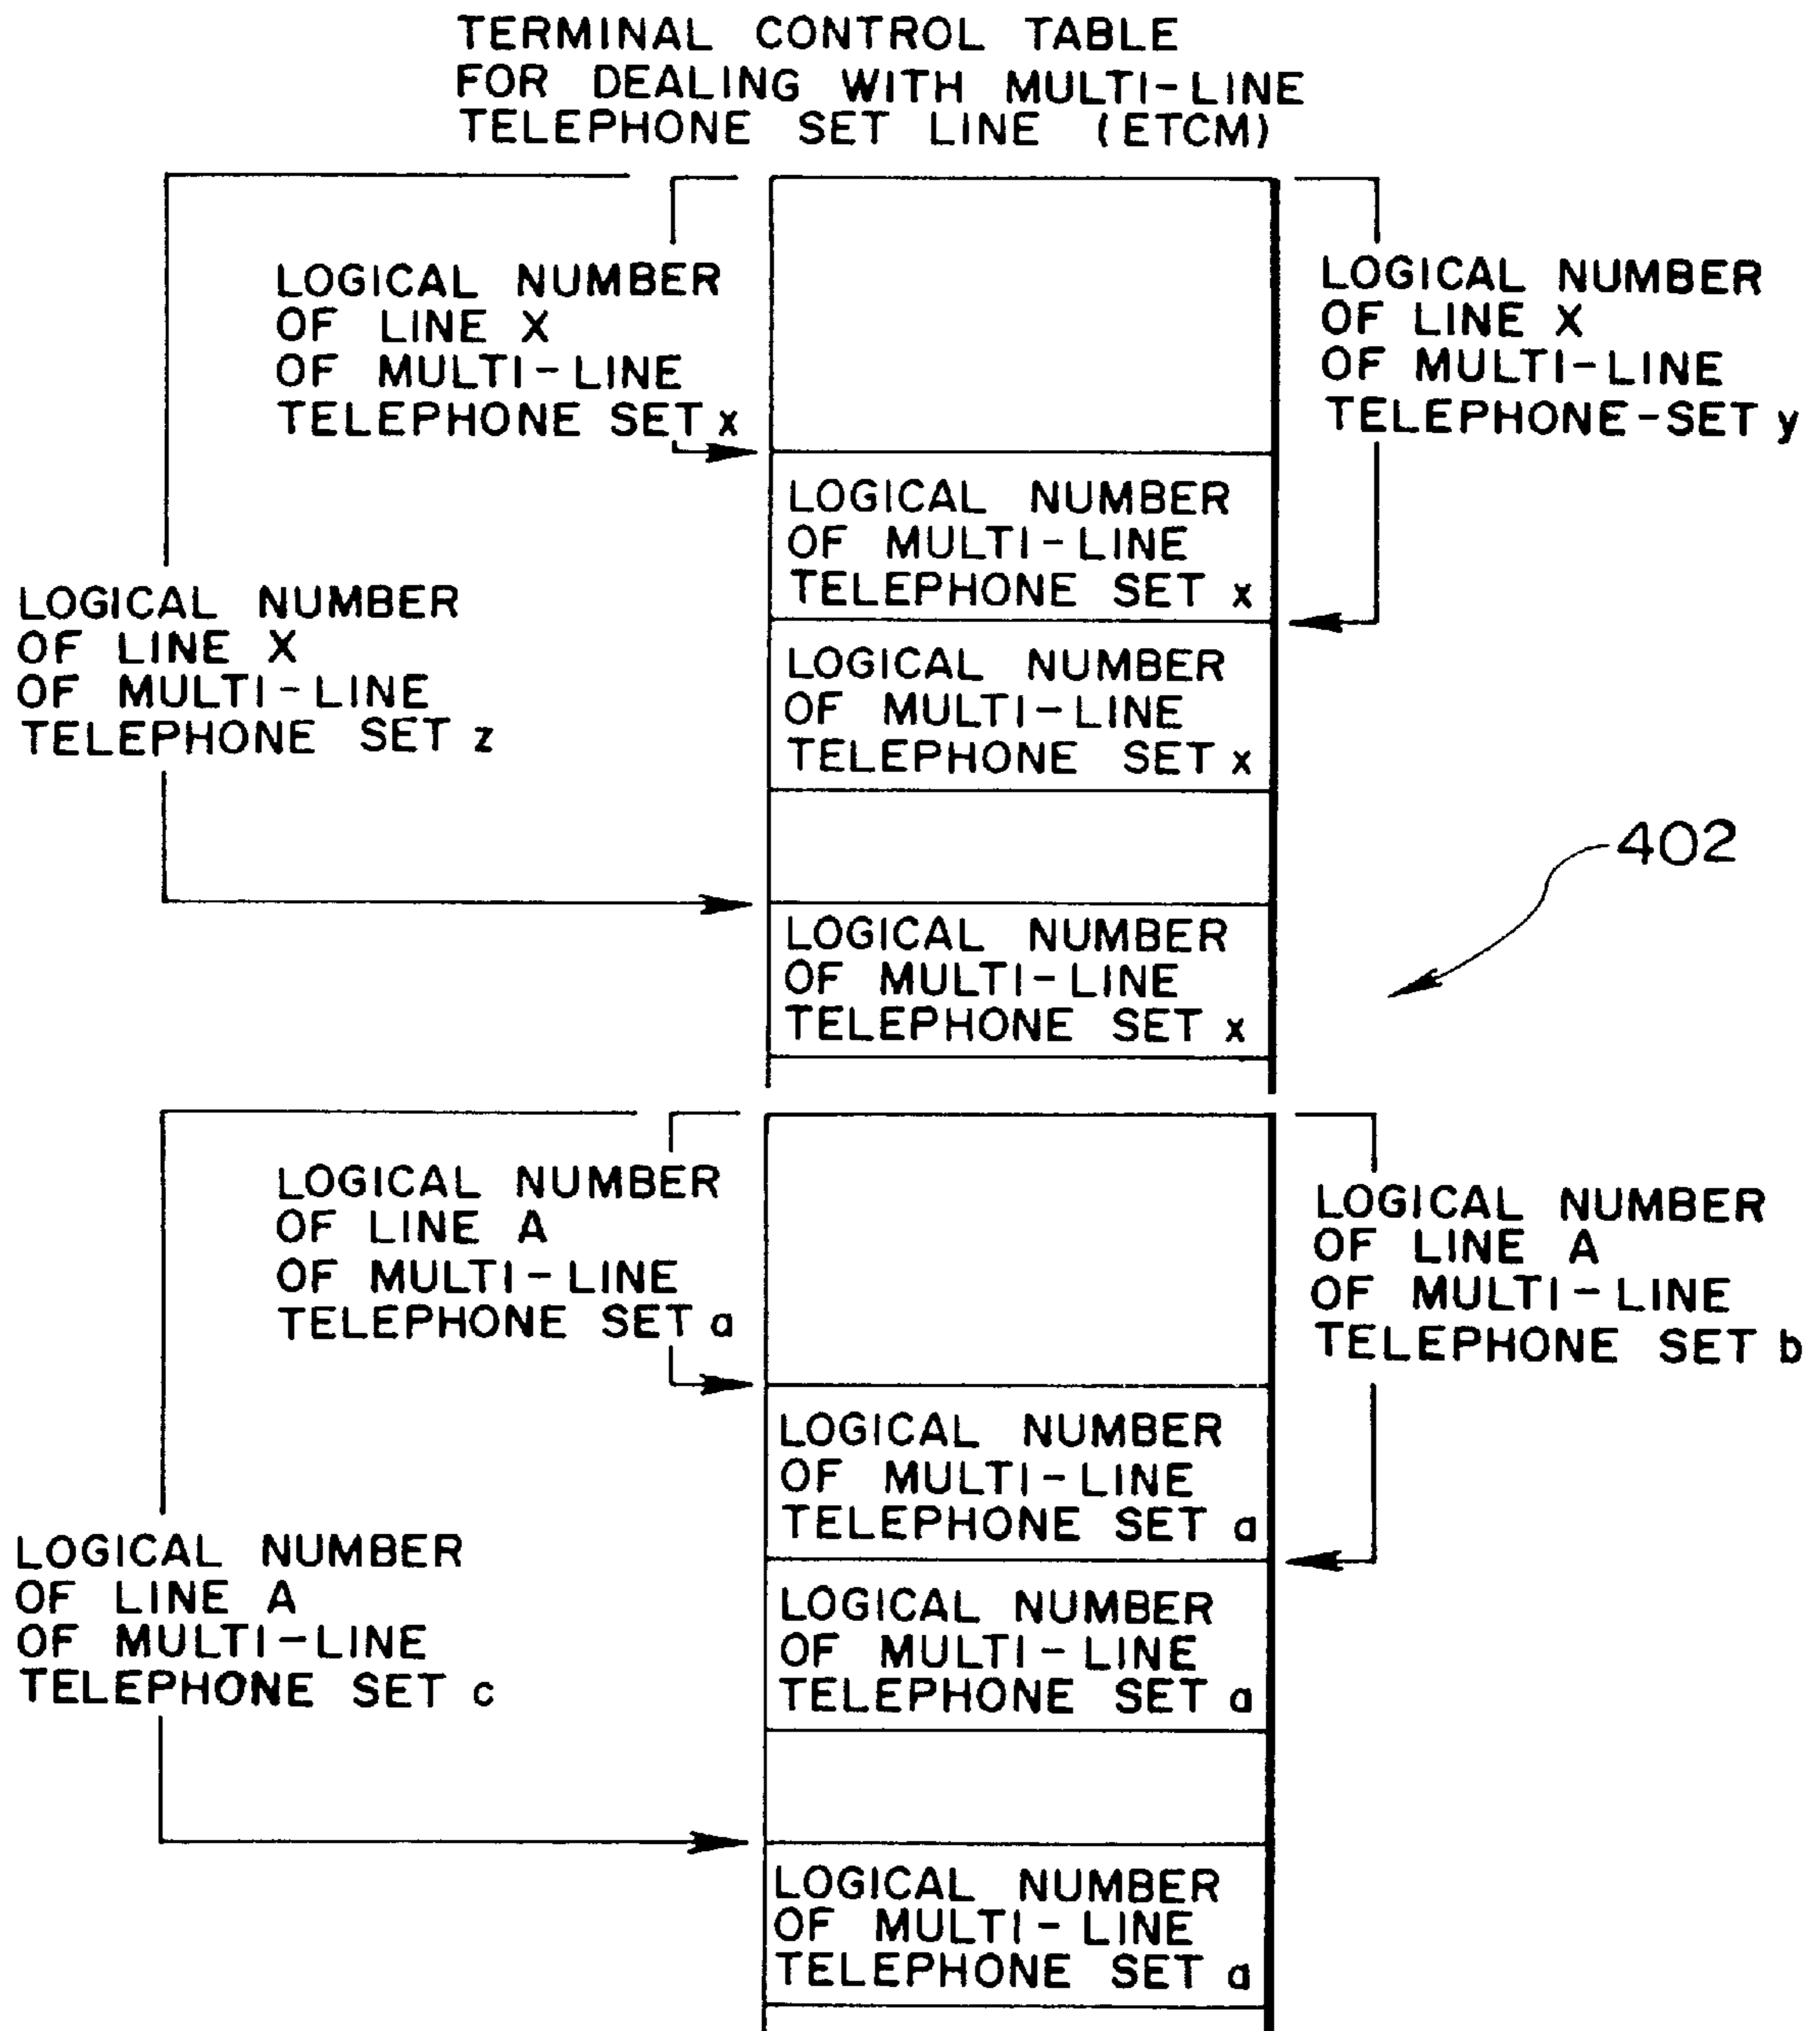 TERMINAL CONTROL TABLE
FOR DEALING WITH MULTI-LINE
TELEPHONE SET LINE (ETCM)
LOGICAL NUMBER
OF LINE X
OF MULTI-LINE
TELEPHONE SET x
LOGICAL NUMBER
OF LINE X
OF MULTI-LINE
TELEPHONE-SET y
LOGICAL NUMBER
OF MULTI-LINE
TELEPHONE SET x
LOGICAL NUMBER
OF LINE X
OF MULTI-LINE
TELEPHONE SET z
LOGICAL NUMBER
OF MULTI-LINE
TELEPHONE SET x
402
LOGICAL NUMBER
OF MULTI-LINE
TELEPHONE SET x
LOGICAL NUMBER
OF LINE A
OF MULTI-LINE
TELEPHONE SET a
LOGICAL NUMBER
OF LINE A
OF MULTI-LINE
TELEPHONE SET b
LOGICAL NUMBER
OF MULTI-LINE
TELEPHONE SET a
LOGICAL NUMBER
OF LINE A
OF MULTI-LINE
TELEPHONE SET c
LOGICAL NUMBER
OF MULTI-LINE
TELEPHONE SET a
LOGICAL NUMBER
OF MULTI-LINE
TELEPHONE SET a